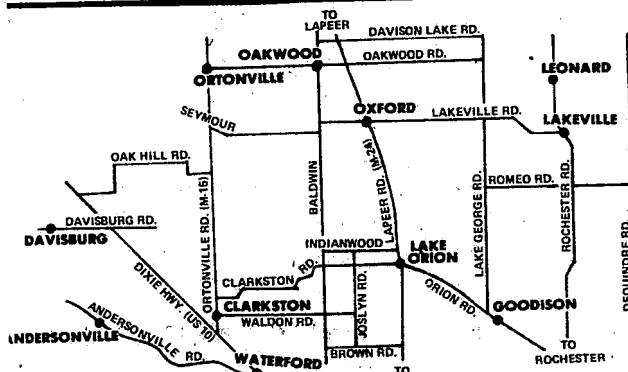 TO
LAPEER
DAVISON LAKE RD.
OAKWOOD
OAKWOOD RD.
ORTONVILLE
LEONARD
SEYMOUR
OXFORD
LAKEVILLE RD.
LAKEVILLE
OAK HILL RD.
ORTONVILLE RD. (M-15)
BALDWIN
LAPEER RD. (M-24)
LAKE GEORGE RD.
ROMEO RD.
ROCHESTER RD.
DEQUINDRE RD.
DAVISBURG RD.
DAVISBURG
DIXIE HWY. (US 10)
INDIANWOOD
LAKE
ORION
CLARKSTON RD.
JOSLYN RD.
ORION RD.
CLARKSTON
WALDON RD.
GOODISON
ANDERSONVILLE RD.
ANDERSONVILLE
WATERFORD
BROWN RD.
TO
TO
ROCHESTER